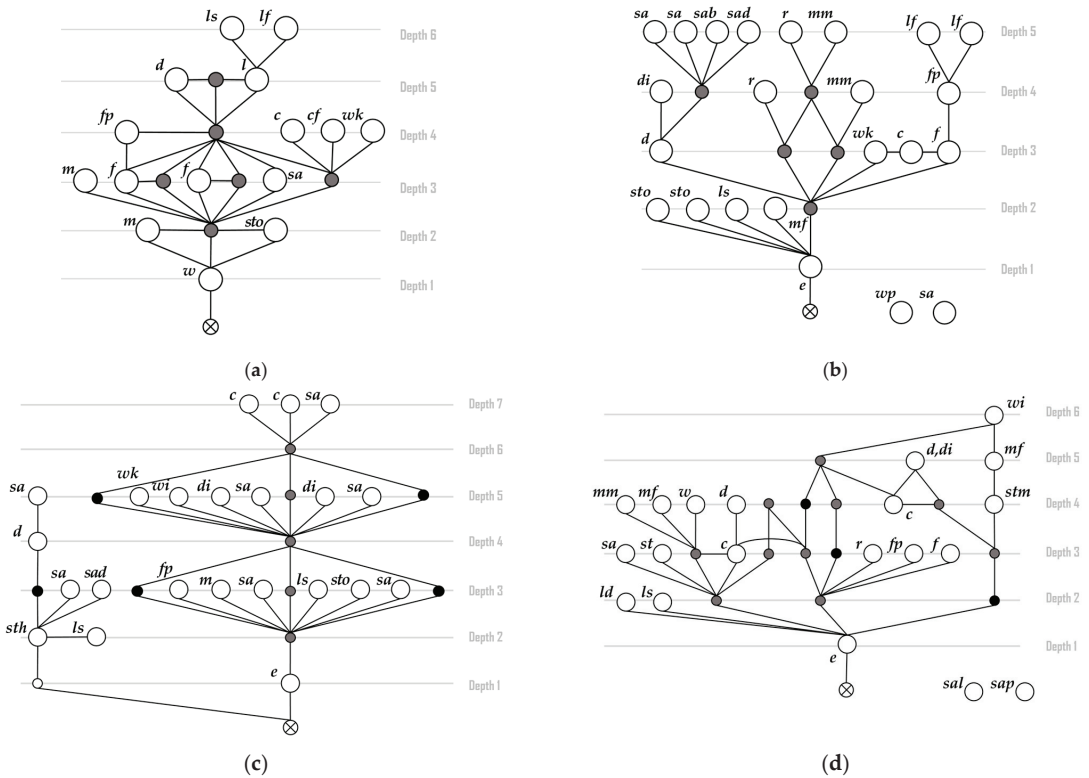 ls lf
Depth 6
d l
Depth 5
fp c cf wk
Depth 4
m f f sa
Depth 3
m sto
Depth 2
w
Depth 1
(a)
sa sa sab sad r mm lf lf
Depth 5
di r mm fp
Depth 4
d wk c f
Depth 3
sto sto ls mf
Depth 2
e
Depth 1
wp sa
(b)
c c sa
Depth 7
Depth 6
sa wk wi di sa di sa
Depth 5
d
Depth 4
sa sad fp m sa ls sto sa
Depth 3
sth ls
Depth 2
e
Depth 1
(c)
wi
Depth 6
d,di mf
Depth 5
mm mf w d c stm
Depth 4
sa st c r fp f
Depth 3
ld ls
Depth 2
e
Depth 1
sal sap
(d)